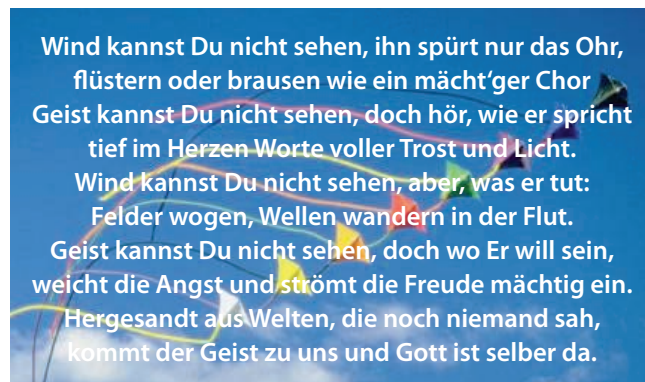 Wind kannst Du nicht sehen, ihn spürt nur das Ohr,
flüstern oder brausen wie ein mächt‘ger Chor
Geist kannst Du nicht sehen, doch hör, wie er spricht
tief im Herzen Worte voller Trost und Licht.
Wind kannst Du nicht sehen, aber, was er tut:
Felder wogen, Wellen wandern in der Flut.
Geist kannst Du nicht sehen, doch wo Er will sein,
weicht die Angst und strömt die Freude mächtig ein.
Hergesandt aus Welten, die noch niemand sah,
kommt der Geist zu uns und Gott ist selber da.